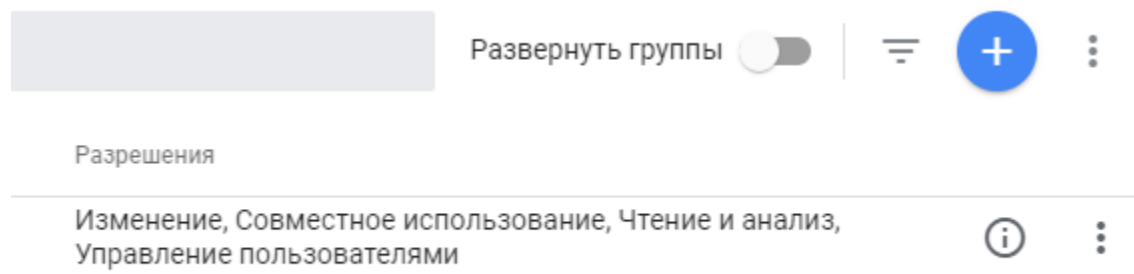 Развернуть группы
Разрешения
Изменение, Совместное использование, Чтение и анализ,
Управление пользователями